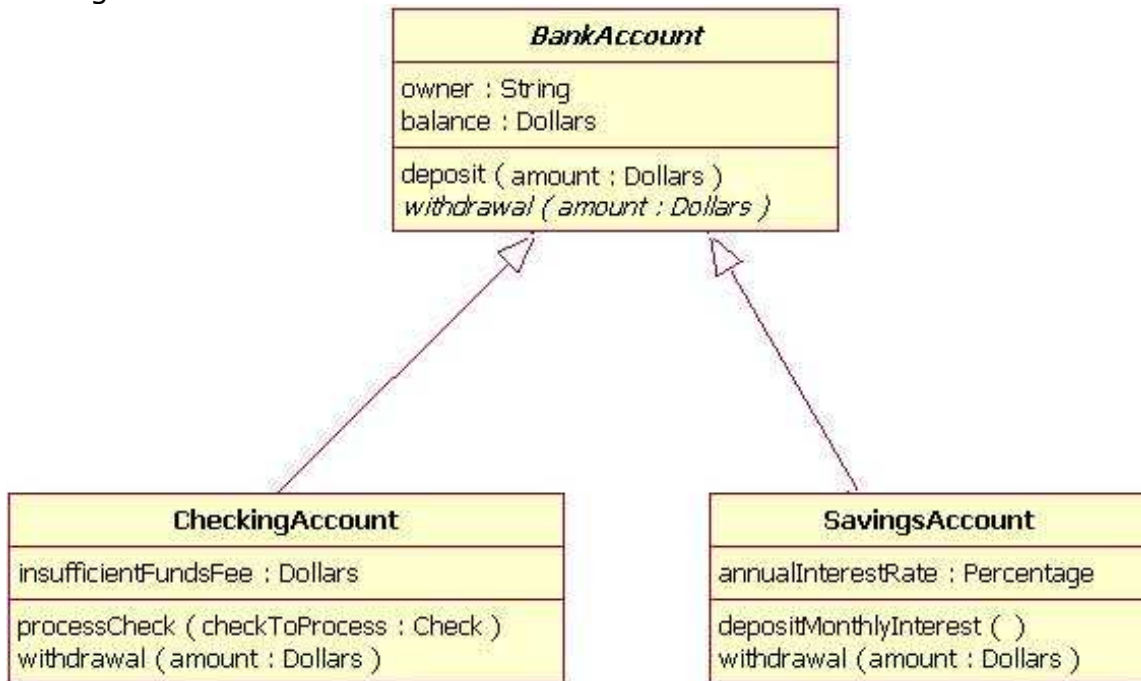 BankAccount
owner : String
balance : Dollars
deposit ( amount : Dollars )
withdrawal ( amount : Dollars )
CheckingAccount
insufficientFundsFee : Dollars
processCheck ( checkToProcess : Check )
withdrawal ( amount : Dollars )
SavingsAccount
annualInterestRate : Percentage
depositMonthlyInterest ( )
withdrawal ( amount : Dollars )